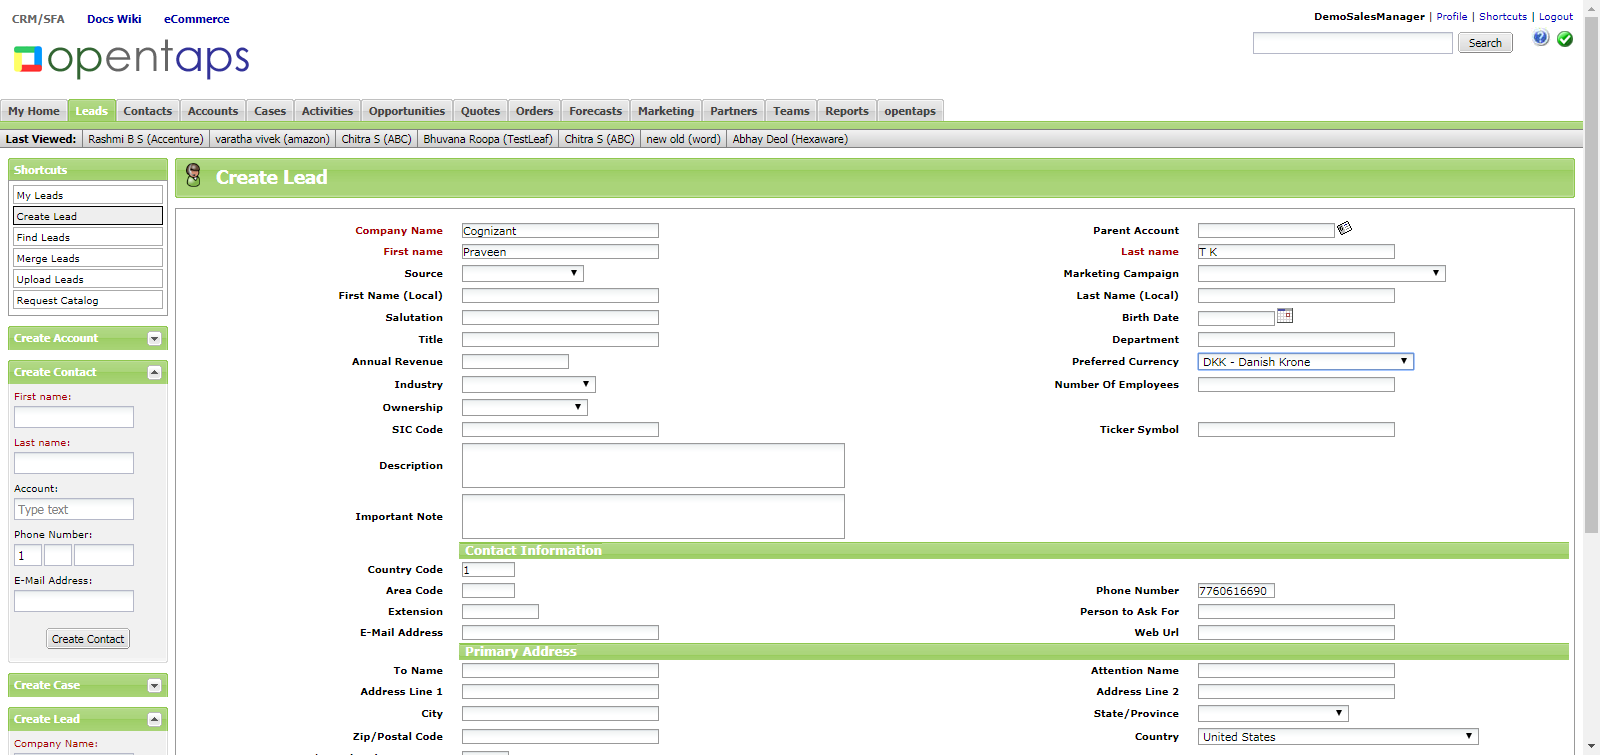 CRM/SFA Docs Wiki eCommerce
DemoSalesManager | Profile | Shortcuts | Logout
opentaps
Search
My Home Leads Contacts Accounts Cases Activities Opportunities Quotes Orders Forecasts Marketing Partners Teams Reports opentaps
Last Viewed: Rashmi B S (Accenture) varatha vivek (amazon) Chitra S (ABC) Bhuvana Roopa (TestLeaf) Chitra S (ABC) new old (word) Abhay Deol (Hexaware)
Shortcuts
My Leads
Create Lead
Find Leads
Merge Leads
Upload Leads
Request Catalog
Create Account
Create Contact
First name:
Last name:
Account:
Type text
Phone Number:
1
E-Mail Address:
Create Contact
Create Case
Create Lead
Company Name:
Create Lead
Company Name Cognizant Parent Account
First name Praveen Last name T K
Source Marketing Campaign
First Name (Local) Last Name (Local)
Salutation Birth Date
Title Department
Annual Revenue Preferred Currency DKK - Danish Krone
Industry Number Of Employees
Ownership
SIC Code Ticker Symbol
Description
Important Note
Contact Information
Country Code 1
Area Code Phone Number 7760616690
Extension Person to Ask For
E-Mail Address Web Url
Primary Address
To Name Attention Name
Address Line 1 Address Line 2
City State/Province
Zip/Postal Code Country United States